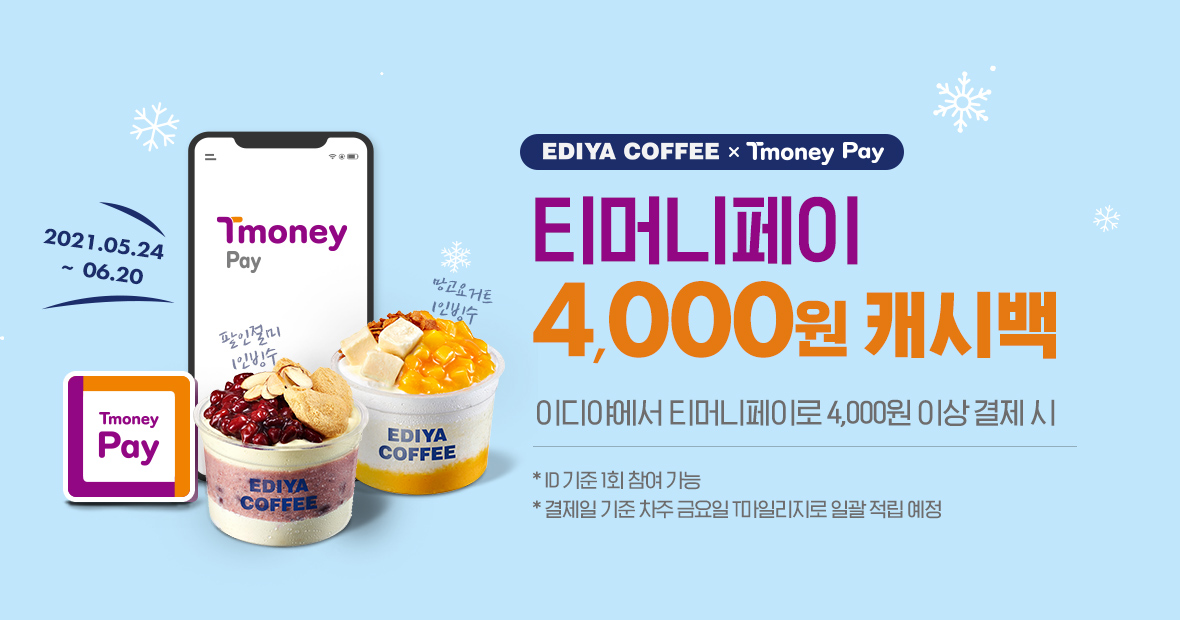 EDIYA COFFEE × Tmoney Pay
티머니페이
4,000원 캐시백
이디야에서 티머니페이로 4,000원 이상 결제 시
* ID 기준 1회 참여 가능
* 결제일 기준 차주 금요일 T마일리지로 일괄 적립 예정
2021.05.24
~ 06.20
Tmoney
Pay
망고요거트
1인빙수
팥인절미
1인빙수
Tmoney
Pay
EDIYA
COFFEE
EDIYA
COFFEE